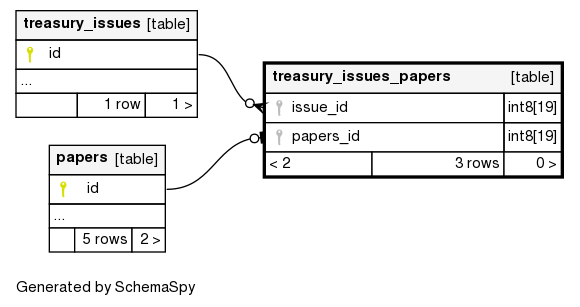 treasury_issues [table]
id
...
1 row 1 >
treasury_issues_papers [table]
issue_id int8[19]
papers_id int8[19]
< 2 3 rows 0 >
papers [table]
id
...
5 rows 2 >
Generated by SchemaSpy